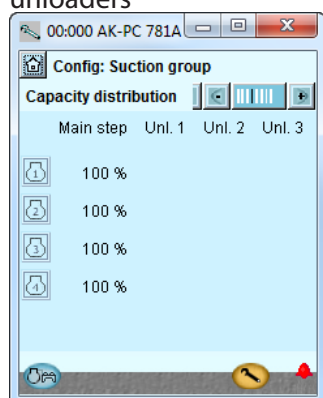 unloaders
00:000 AK-PC 781A
Config: Suction group
Capacity distribution
Main step Unl. 1 Unl. 2 Unl. 3
1 100 %
2 100 %
3 100 %
4 100 %